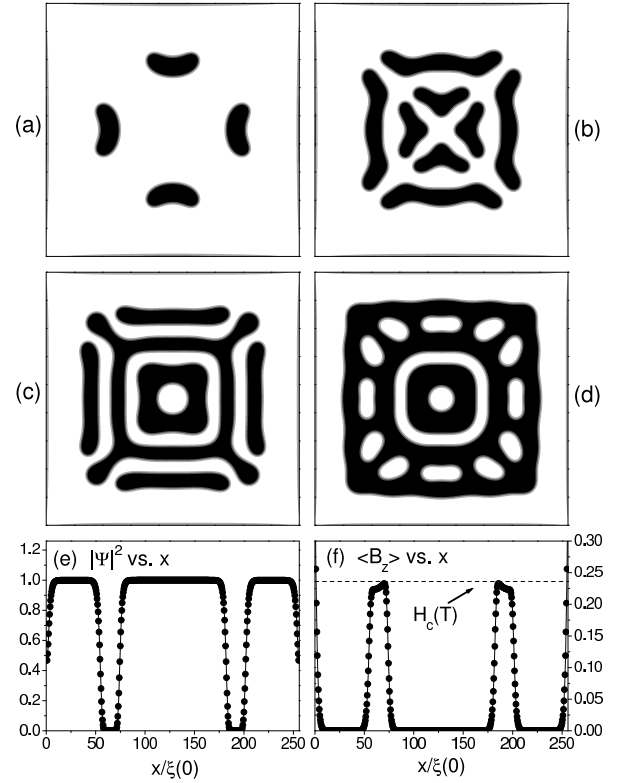 (a)
(b)
(c)
(d)
(e) |Ψ|² vs. x
(f) <B_z> vs. x
H_c(T)
1.2
1.0
0.8
0.6
0.4
0.2
0.0
0.30
0.25
0.20
0.15
0.10
0.05
0.00
0 50 100 150 200 250
0 50 100 150 200 250
x/ξ(0)
x/ξ(0)